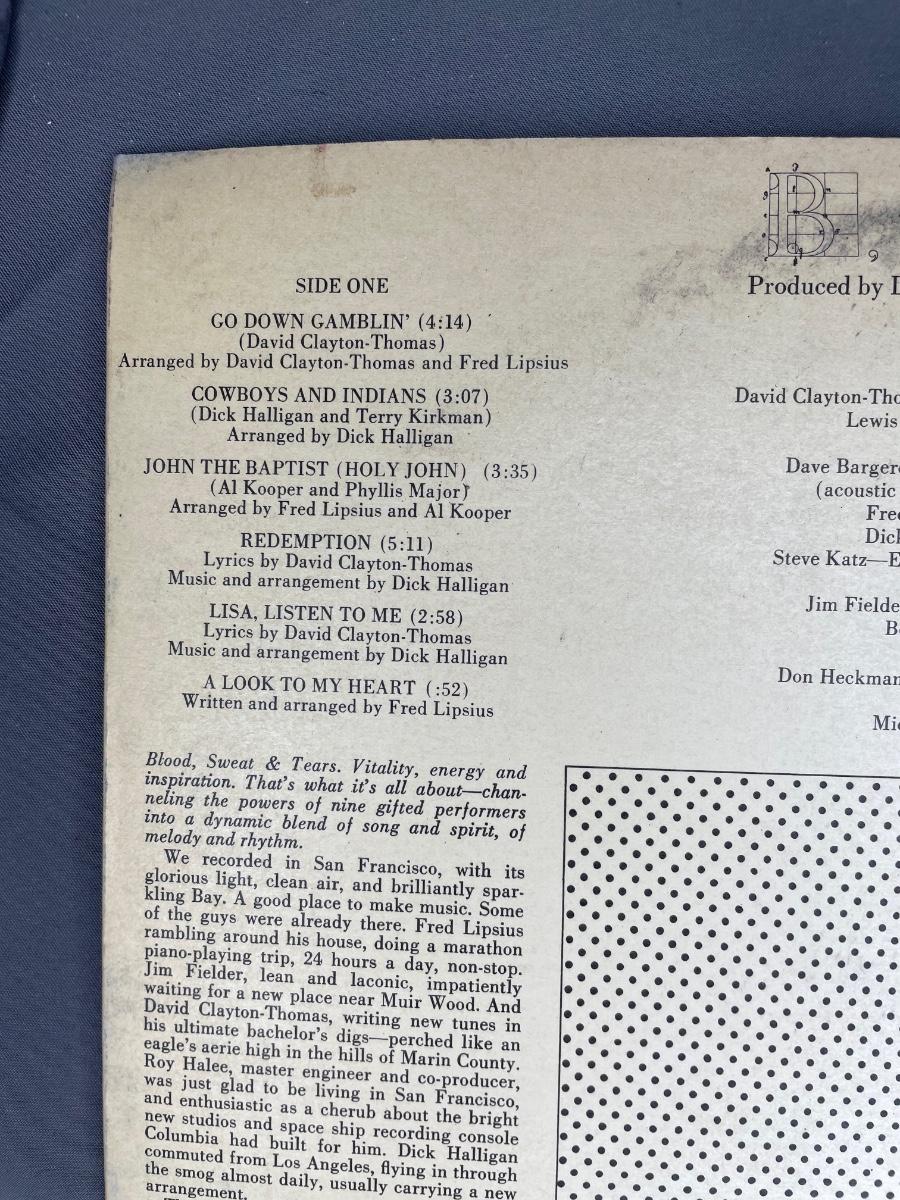 SIDE ONE
GO DOWN GAMBLIN' (4:14)
(David Clayton-Thomas)
Arranged by David Clayton-Thomas and Fred Lipsius
COWBOYS AND INDIANS (3:07)
(Dick Halligan and Terry Kirkman)
Arranged by Dick Halligan
JOHN THE BAPTIST (HOLY JOHN) (3:35)
(Al Kooper and Phyllis Major)
Arranged by Fred Lipsius and Al Kooper
REDEMPTION (5:11)
Lyrics by David Clayton-Thomas
Music and arrangement by Dick Halligan
LISA, LISTEN TO ME (2:58)
Lyrics by David Clayton-Thomas
Music and arrangement by Dick Halligan
A LOOK TO MY HEART (:52)
Written and arranged by Fred Lipsius
Blood, Sweat & Tears. Vitality, energy and
inspiration. That's what it's all about—chan-
neling the powers of nine gifted performers
into a dynamic blend of song and spirit, of
melody and rhythm.
We recorded in San Francisco, with its
glorious light, clean air, and brilliantly spar-
kling Bay. A good place to make music. Some
of the guys were already there. Fred Lipsius
rambling around his house, doing a marathon
piano-playing trip, 24 hours a day, non-stop.
Jim Fielder, lean and laconic, impatiently
waiting for a new place near Muir Wood. And
David Clayton-Thomas, writing new tunes in
his ultimate bachelor's digs—perched like an
eagle's aerie high in the hills of Marin County.
Roy Halee, master engineer and co-producer,
was just glad to be living in San Francisco,
and enthusiastic as a cherub about the bright
new studios and space ship recording console
Columbia had built for him. Dick Halligan
commuted from Los Angeles, flying in through
the smog almost daily, usually carrying a new
arrangement.
B,
Produced by
David Clayton-Tho
Lewis
Dave Barger
(acoustic
Fre
Dic
Steve Katz—E
Jim Fielde
B
Don Heckman
Mi